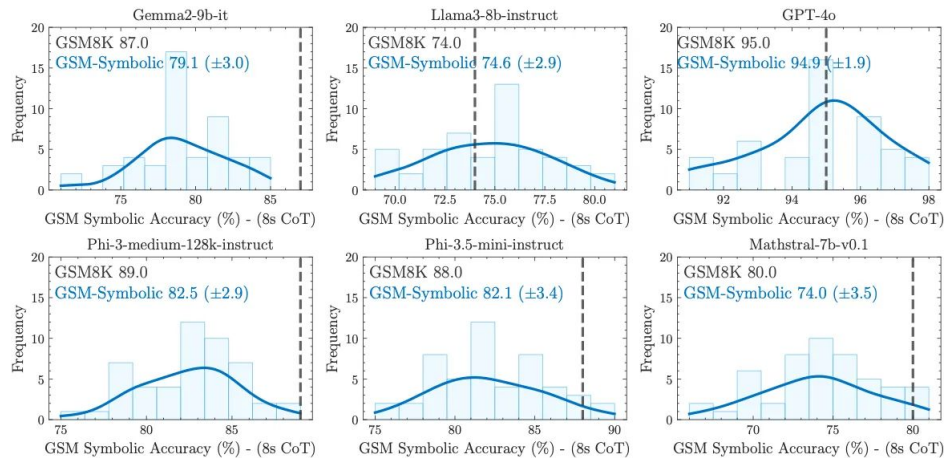 Gemma2-9b-it
GSM8K 87.0
GSM-Symbolic 79.1 (±3.0)
Frequency
0
5
10
15
20
75
80
85
GSM Symbolic Accuracy (%) - (8s CoT)
Llama3-8b-instruct
GSM8K 74.0
GSM-Symbolic 74.6 (±2.9)
Frequency
0
5
10
15
20
70.0
72.5
75.0
77.5
80.0
GSM Symbolic Accuracy (%) - (8s CoT)
GPT-4o
GSM8K 95.0
GSM-Symbolic 94.9 (±1.9)
Frequency
0
5
10
15
20
92
94
96
98
GSM Symbolic Accuracy (%) - (8s CoT)
Phi-3-medium-128k-instruct
GSM8K 89.0
GSM-Symbolic 82.5 (±2.9)
Frequency
0
5
10
15
20
75
80
85
GSM Symbolic Accuracy (%) - (8s CoT)
Phi-3.5-mini-instruct
GSM8K 88.0
GSM-Symbolic 82.1 (±3.4)
Frequency
0
5
10
15
20
75
80
85
90
GSM Symbolic Accuracy (%) - (8s CoT)
Mathstral-7b-v0.1
GSM8K 80.0
GSM-Symbolic 74.0 (±3.5)
Frequency
0
5
10
15
20
70
75
80
GSM Symbolic Accuracy (%) - (8s CoT)